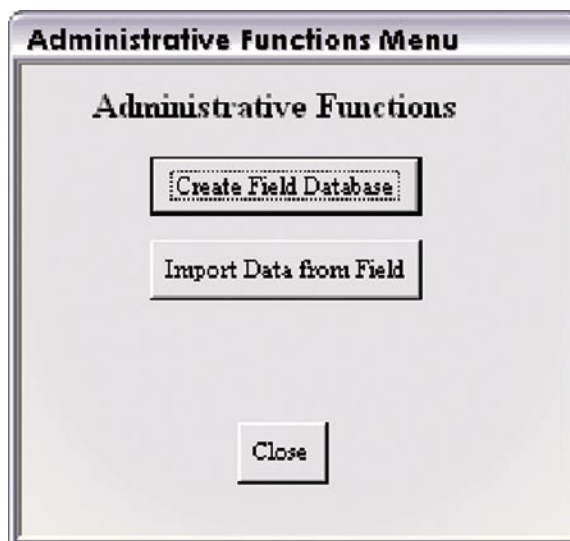 Administrative Functions Menu
Administrative Functions
Create Field Database
Import Data from Field
Close